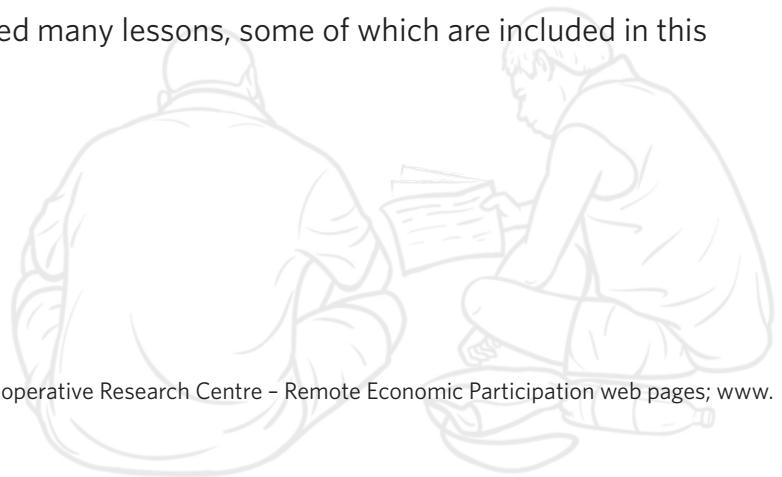 ed many lessons, some of which are included in this
operative Research Centre – Remote Economic Participation web pages; www.